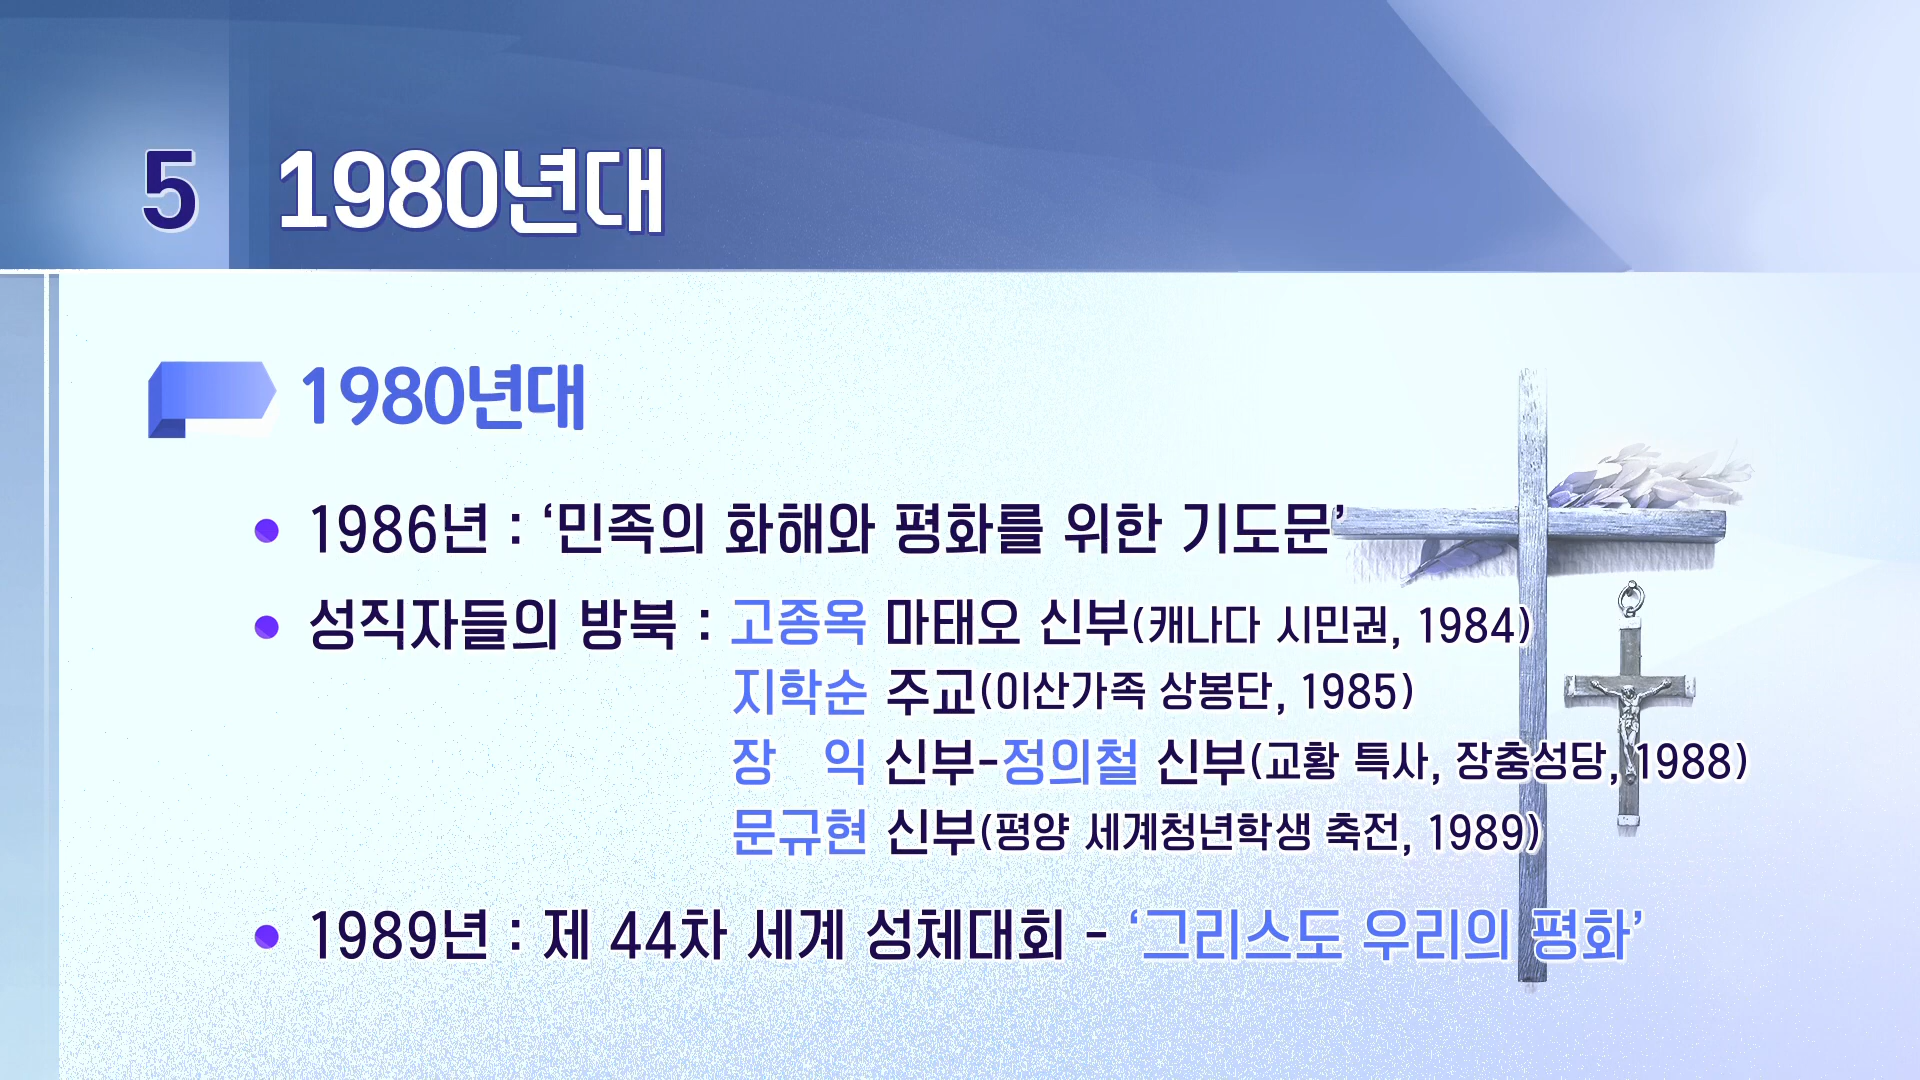 5 1980년대
1980년대
• 1986년 : ‘민족의 화해와 평화를 위한 기도문’
• 성직자들의 방북 : 고종옥 마태오 신부(캐나다 시민권, 1984)
지학순 주교(이산가족 상봉단, 1985)
장 익 신부-정의철 신부(교황 특사, 장충성당, 1988)
문규현 신부(평양 세계청년학생 축전, 1989)
• 1989년 : 제 44차 세계 성체대회 - ‘그리스도 우리의 평화’